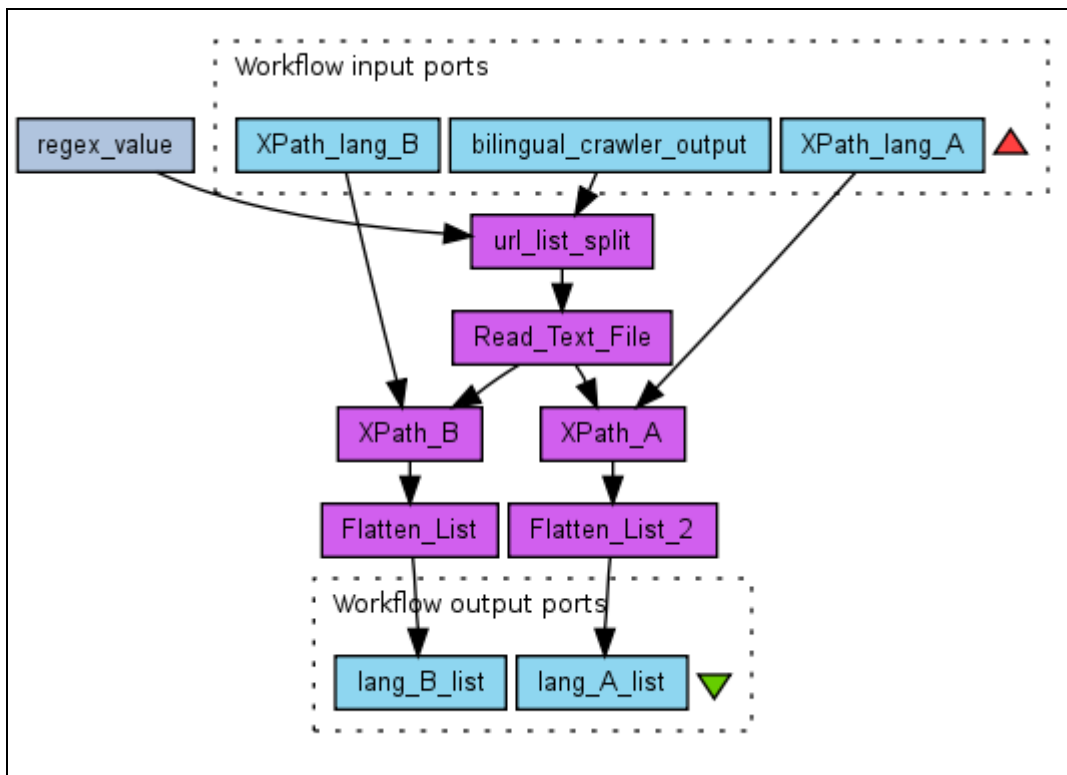 Workflow input ports
regex_value
XPath_lang_B
bilingual_crawler_output
XPath_lang_A
url_list_split
Read_Text_File
XPath_B
XPath_A
Flatten_List
Flatten_List_2
Workflow output ports
lang_B_list
lang_A_list